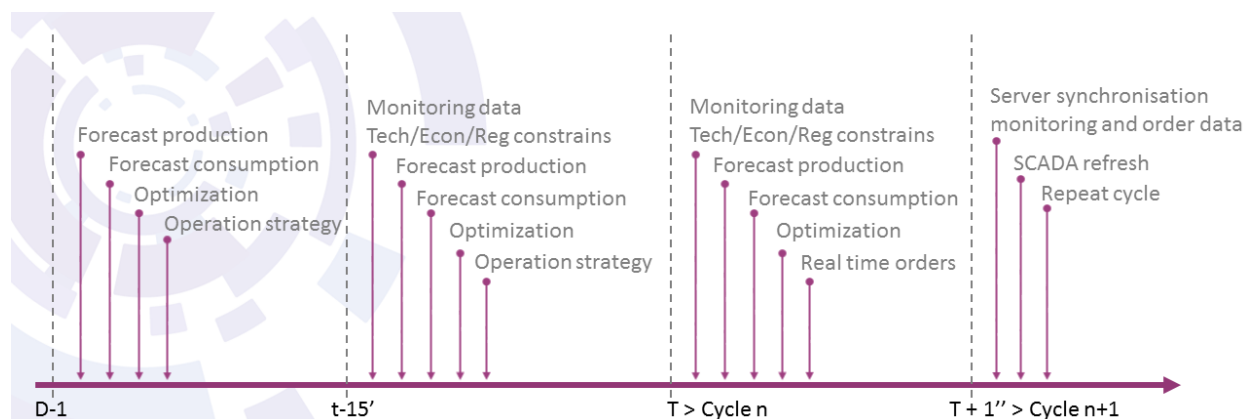 Forecast production
Forecast consumption
Optimization
Operation strategy
Monitoring data
Tech/Econ/Reg constrains
Forecast production
Forecast consumption
Optimization
Operation strategy
Monitoring data
Tech/Econ/Reg constrains
Forecast production
Forecast consumption
Optimization
Real time orders
Server synchronisation
monitoring and order data
SCADA refresh
Repeat cycle
D-1
t-15’
T > Cycle n
T + 1’’ > Cycle n+1